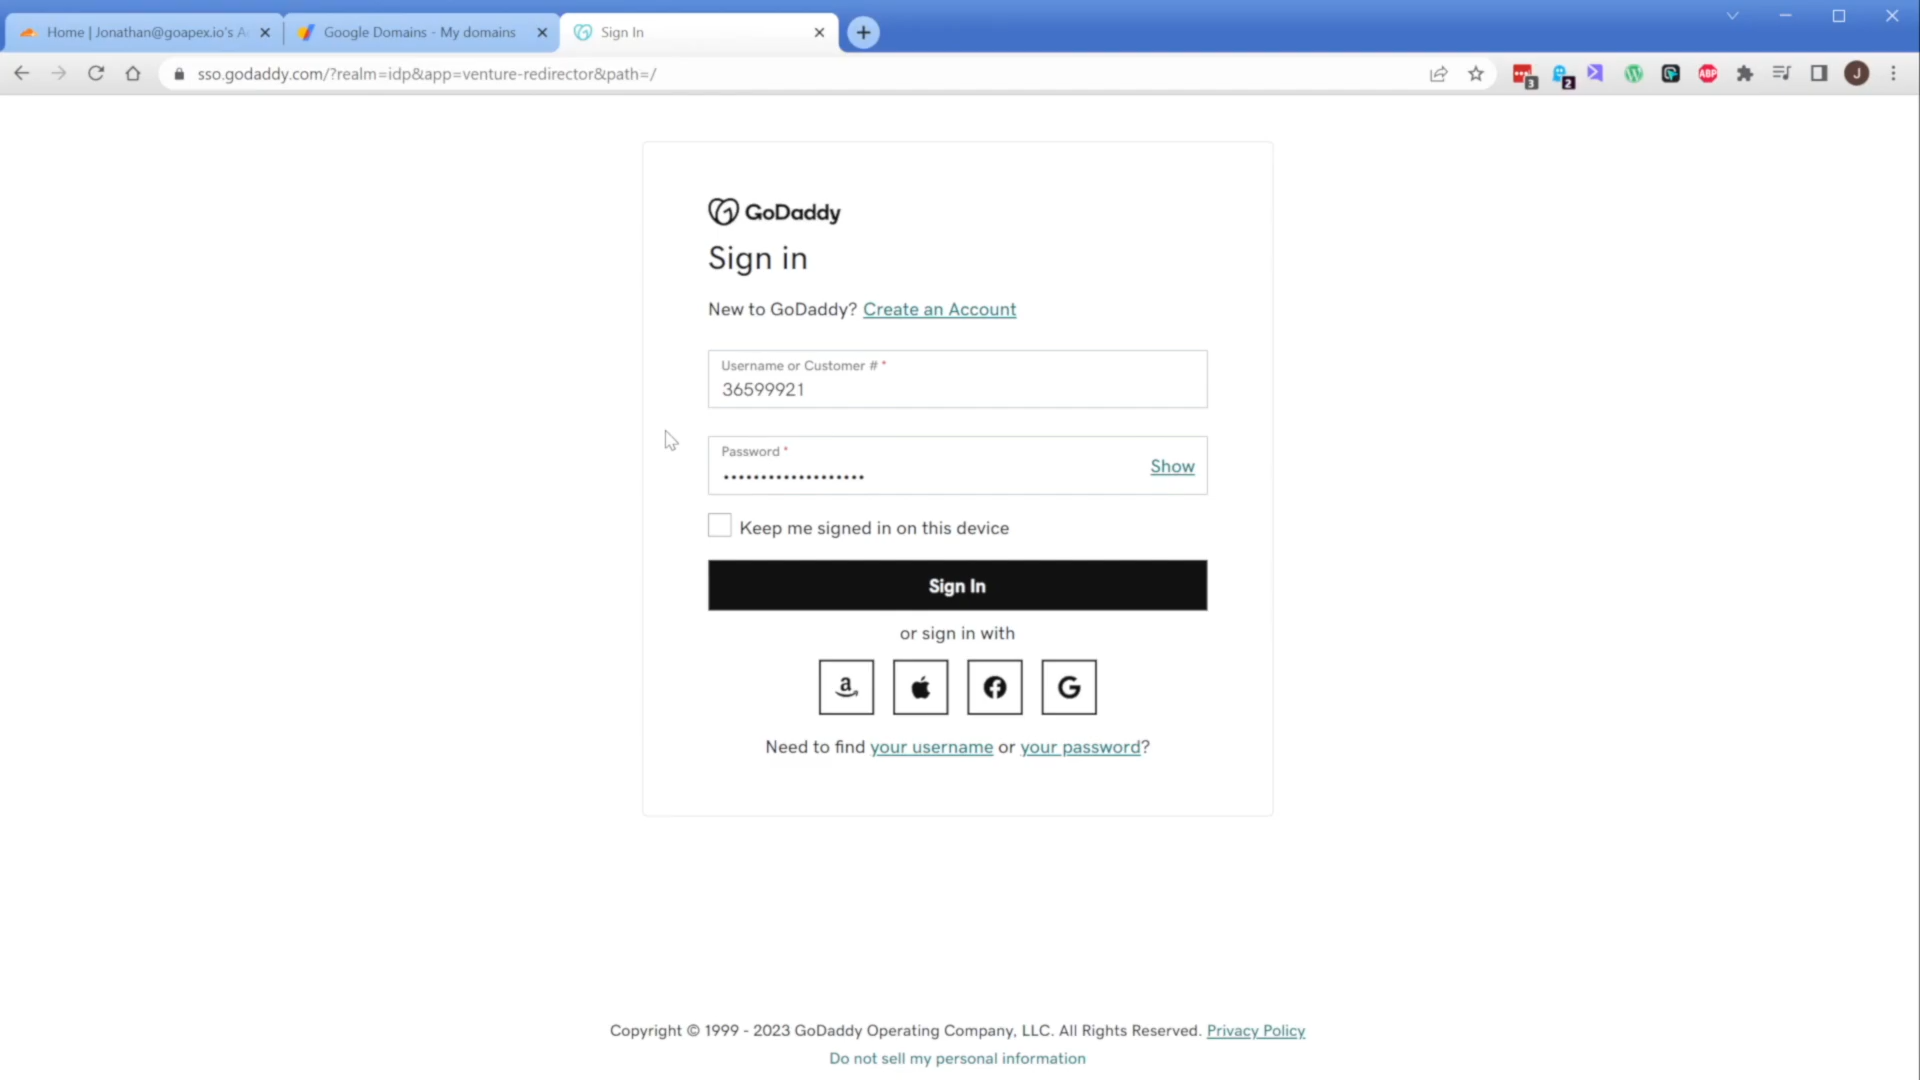 Home | Jonathan@goapex.io's A
Google Domains - My domains
Sign In
sso.godaddy.com/?realm=idp&app=venture-redirector&path=/
3
2
ABP
J
GoDaddy
Sign in
New to GoDaddy? Create an Account
Username or Customer # *
36599921
Password *
•••••••••••••••••••
Show
Keep me signed in on this device
Sign In
or sign in with
Need to find your username or your password?
Copyright © 1999 - 2023 GoDaddy Operating Company, LLC. All Rights Reserved. Privacy Policy
Do not sell my personal information